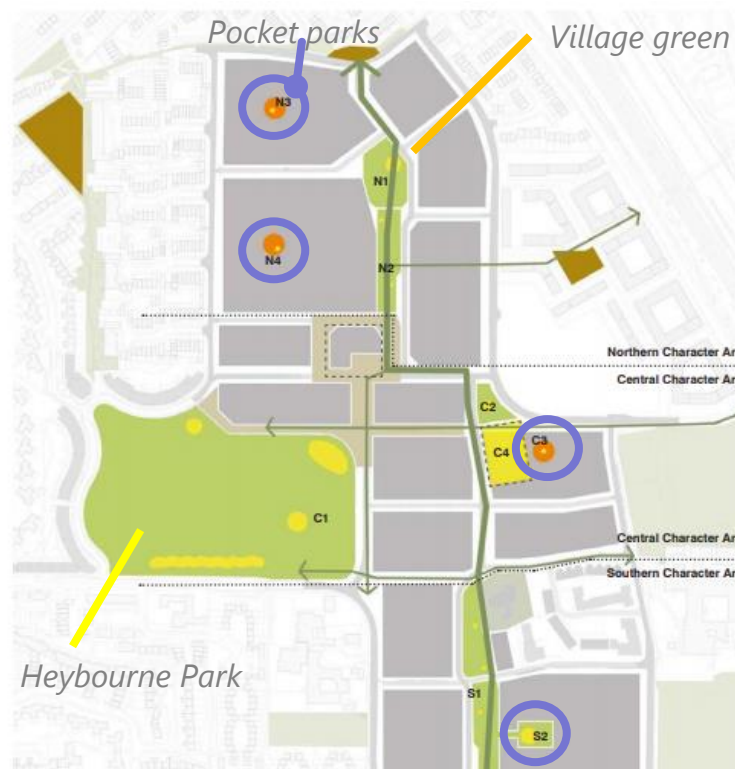 Pocket parks
Village green
N3
N1
N4
N2
Northern Character Ar
Central Character Ar
C2
C3
C4
C1
Central Character Ar
Southern Character Ar
Heybourne Park
S1
S2